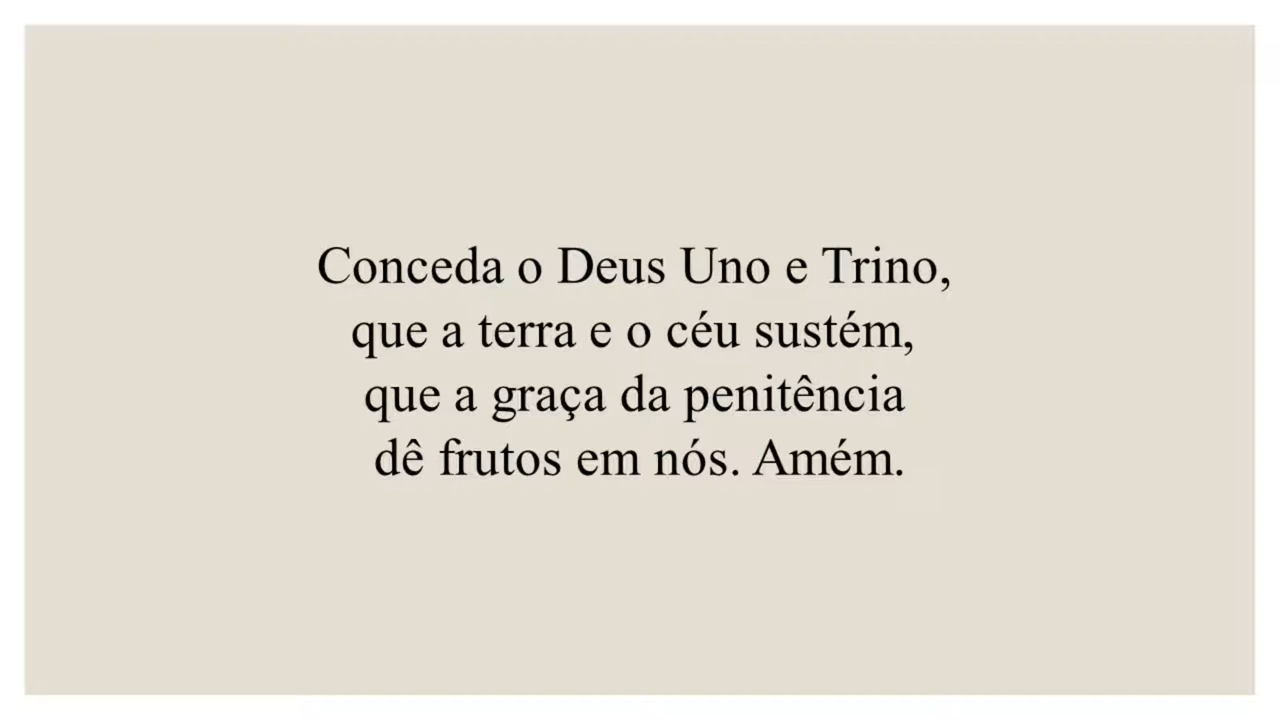 Conceda o Deus Uno e Trino,
que a terra e o céu sustém,
que a graça da penitência
dê frutos em nós. Amém.